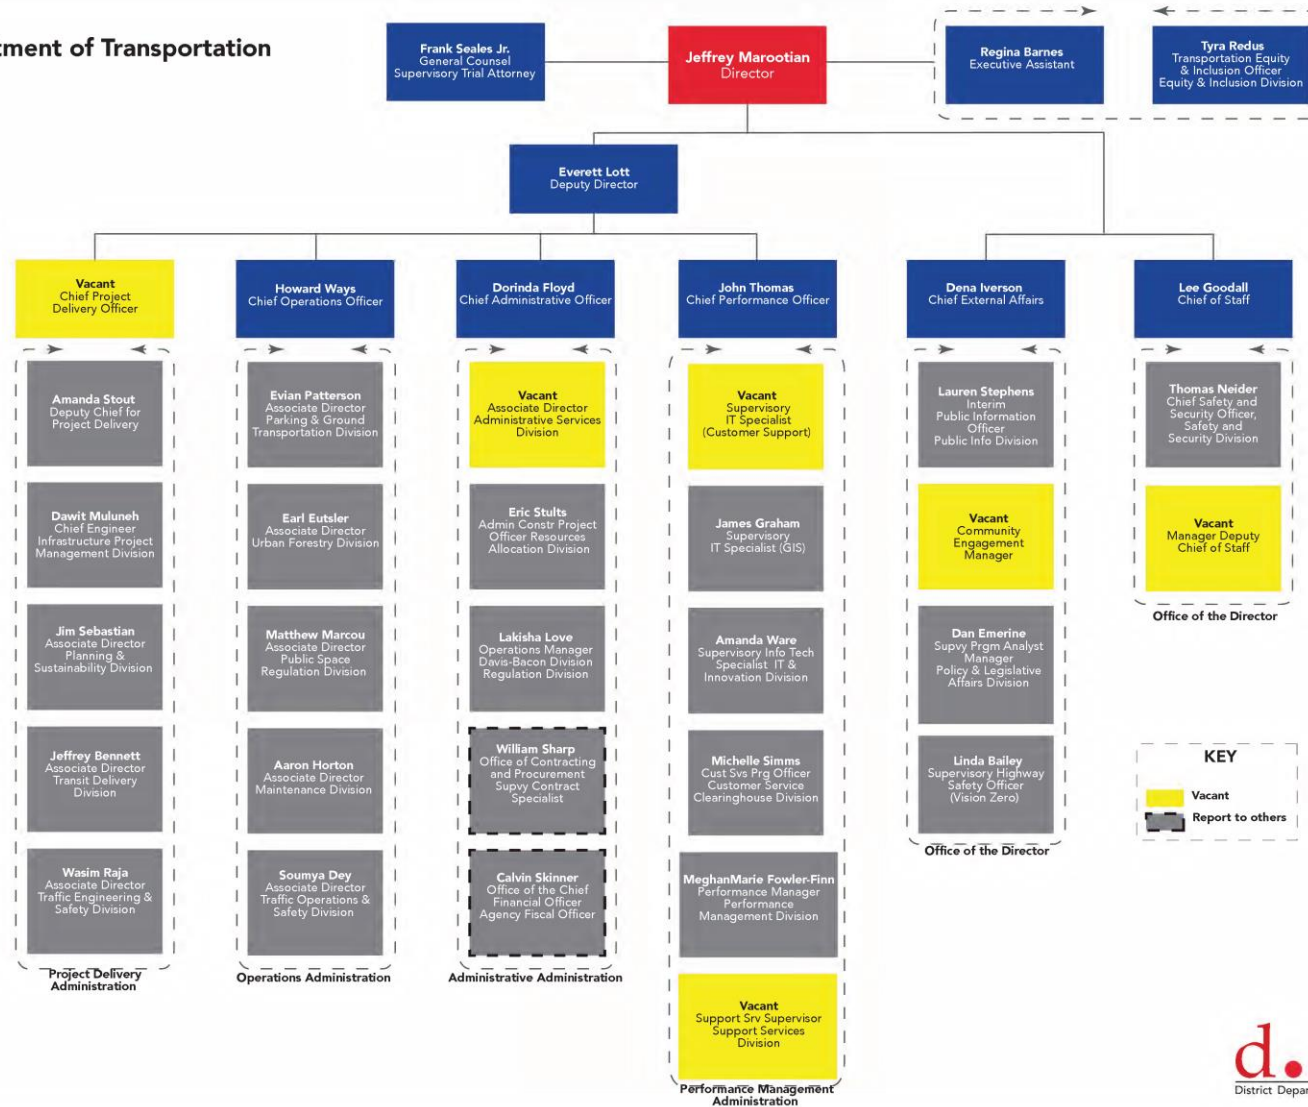 tment of Transportation
Frank Seales Jr.
General Counsel
Supervisory Trial Attorney
Jeffrey Marootian
Director
Regina Barnes
Executive Assistant
Tyra Redus
Transportation Equity
& Inclusion Officer
Equity & Inclusion Division
Everett Lott
Deputy Director
Vacant
Chief Project
Delivery Officer
Howard Ways
Chief Operations Officer
Dorinda Floyd
Chief Administrative Officer
John Thomas
Chief Performance Officer
Dena Iverson
Chief External Affairs
Lee Goodall
Chief of Staff
Amanda Stout
Deputy Chief for
Project Delivery
Dawit Muluneh
Chief Engineer
Infrastructure Project
Management Division
Jim Sebastian
Associate Director
Planning &
Sustainability Division
Jeffrey Bennett
Associate Director
Transit Delivery
Division
Wasim Raja
Associate Director
Traffic Engineering &
Safety Division
Project Delivery
Administration
Evian Patterson
Associate Director
Parking & Ground
Transportation Division
Earl Eutsler
Associate Director
Urban Forestry Division
Matthew Marcou
Associate Director
Public Space
Regulation Division
Aaron Horton
Associate Director
Maintenance Division
Soumya Dey
Associate Director
Traffic Operations &
Safety Division
Operations Administration
Vacant
Associate Director
Administrative Services
Division
Eric Stults
Admin Constr Project
Officer Resources
Allocation Division
Lakisha Love
Operations Manager
Davis-Bacon Division
Regulation Division
William Sharp
Office of Contracting
and Procurement
Supvy Contract
Specialist
Calvin Skinner
Office of the Chief
Financial Officer
Agency Fiscal Officer
Administrative Administration
Vacant
Supervisory
IT Specialist
(Customer Support)
James Graham
Supervisory
IT Specialist (GIS)
Amanda Ware
Supervisory Info Tech
Specialist IT &
Innovation Division
Michelle Simms
Cust Svs Prg Officer
Customer Service
Clearinghouse Division
MeghanMarie Fowler-Finn
Performance Manager
Performance
Management Division
Vacant
Support Srv Supervisor
Support Services
Division
Performance Management
Administration
Lauren Stephens
Interim
Public Information
Officer
Public Info Division
Vacant
Community
Engagement
Manager
Dan Emerine
Supvy Prgm Analyst
Manager
Policy & Legislative
Affairs Division
Linda Bailey
Supervisory Highway
Safety Officer
(Vision Zero)
Office of the Director
Thomas Neider
Chief Safety and
Security Officer,
Safety and
Security Division
Vacant
Manager Deputy
Chief of Staff
Office of the Director
KEY
Vacant
Report to others
d.
District Depar